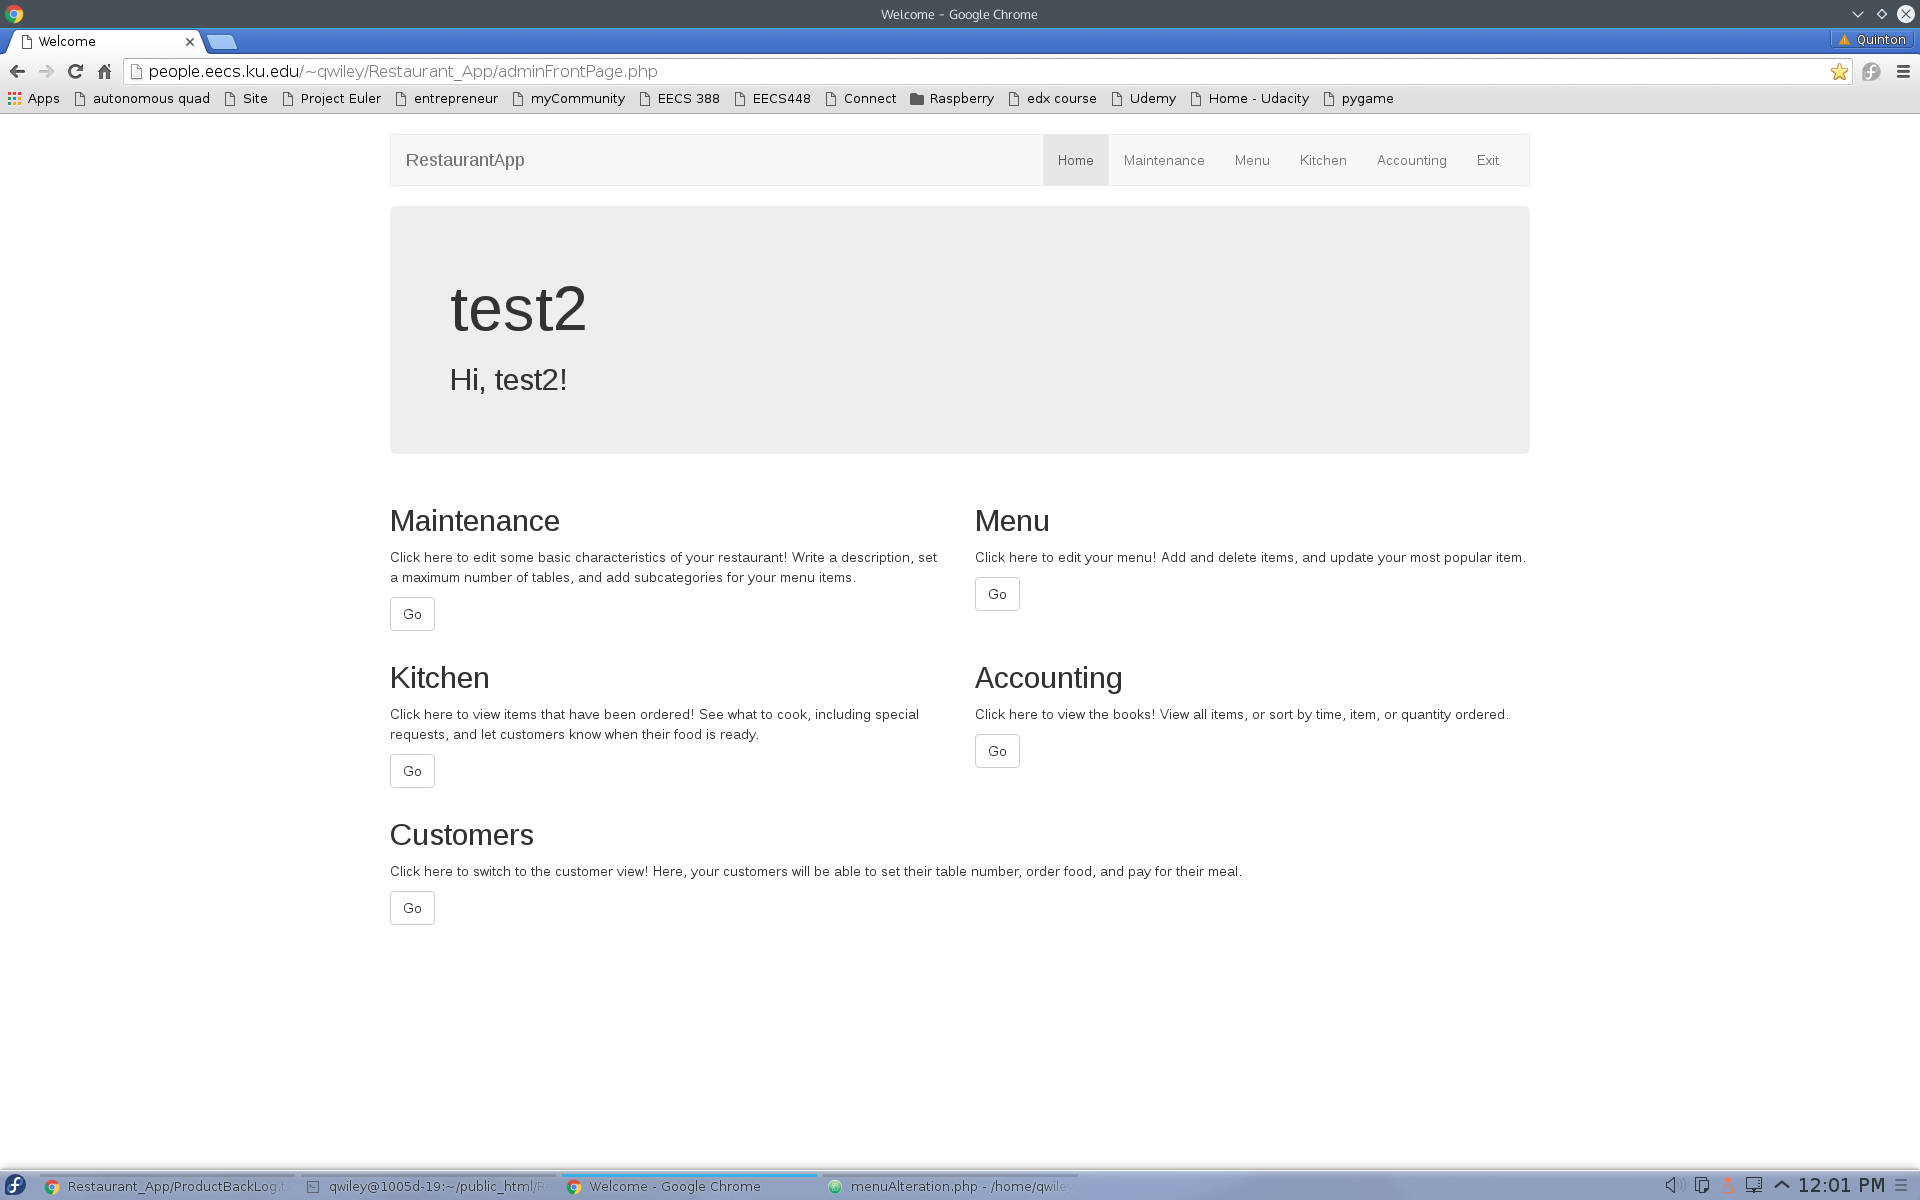 Welcome - Google Chrome
Welcome
Quinton
people.eecs.ku.edu/~qwiley/Restaurant_App/adminFrontPage.php
Apps autonomous quad Site Project Euler entrepreneur myCommunity EECS 388 EECS448 Connect Raspberry edx course Udemy Home - Udacity pygame
RestaurantApp Home Maintenance Menu Kitchen Accounting Exit
test2
Hi, test2!
Maintenance
Click here to edit some basic characteristics of your restaurant! Write a description, set
a maximum number of tables, and add subcategories for your menu items.
Go
Menu
Click here to edit your menu! Add and delete items, and update your most popular item.
Go
Kitchen
Click here to view items that have been ordered! See what to cook, including special
requests, and let customers know when their food is ready.
Go
Accounting
Click here to view the books! View all items, or sort by time, item, or quantity ordered.
Go
Customers
Click here to switch to the customer view! Here, your customers will be able to set their table number, order food, and pay for their meal.
Go
Restaurant_App/ProductBackLog.t qwiley@1005d-19:~/public_html/R Welcome - Google Chrome menuAlteration.php - /home/qwiley 12:01 PM